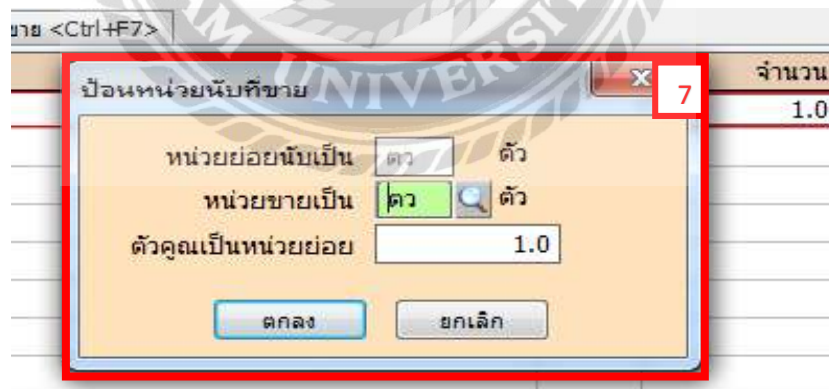 ขาย <Ctrl+F7>
ป้อนหน่วยนับที่ขาย
7
จำนวน
1.0
หน่วยย่อยนับเป็น ตว ตัว
หน่วยขายเป็น ตว ตัว
ตัวคูณเป็นหน่วยย่อย 1.0
ตกลง ยกเลิก
UNIVERSITY